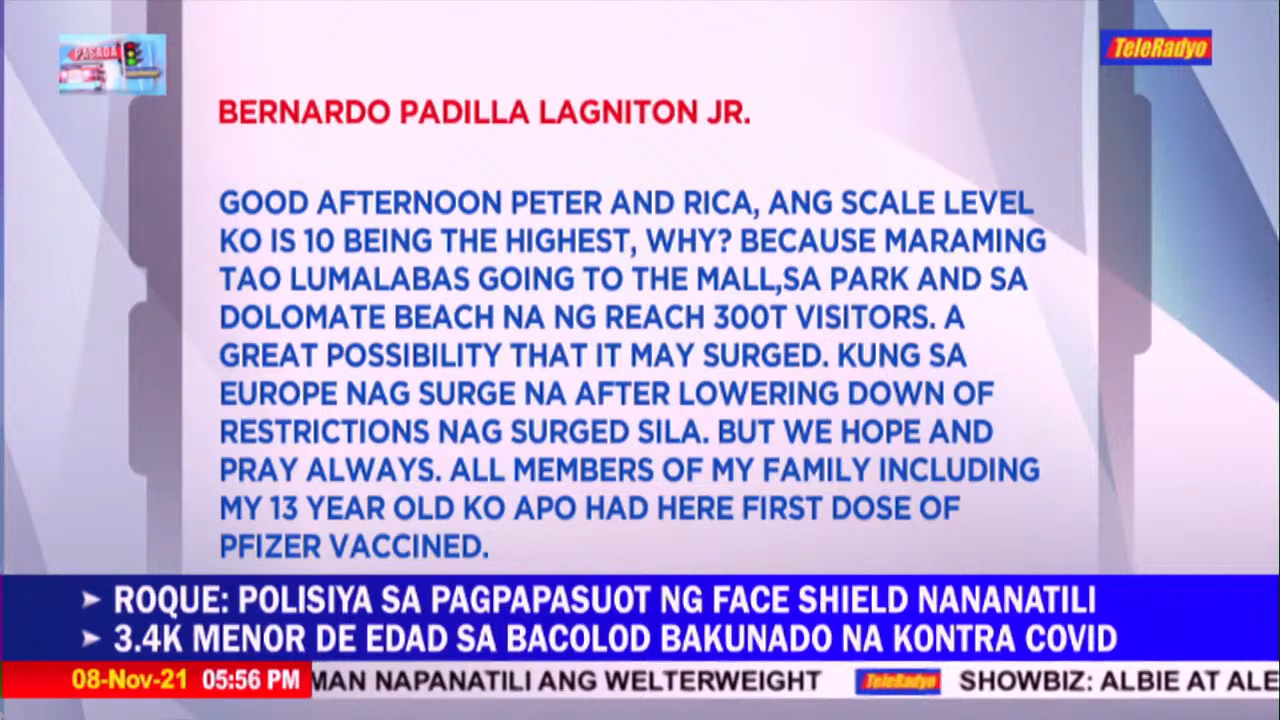 PASADA
TeleRadyo
BERNARDO PADILLA LAGNITON JR.
GOOD AFTERNOON PETER AND RICA, ANG SCALE LEVEL
KO IS 10 BEING THE HIGHEST, WHY? BECAUSE MARAMING
TAO LUMALABAS GOING TO THE MALL,SA PARK AND SA
DOLOMATE BEACH NA NG REACH 300T VISITORS. A
GREAT POSSIBILITY THAT IT MAY SURGED. KUNG SA
EUROPE NAG SURGE NA AFTER LOWERING DOWN OF
RESTRICTIONS NAG SURGED SILA. BUT WE HOPE AND
PRAY ALWAYS. ALL MEMBERS OF MY FAMILY INCLUDING
MY 13 YEAR OLD KO APO HAD HERE FIRST DOSE OF
PFIZER VACCINED.
ROQUE: POLISIYA SA PAGPAPASUOT NG FACE SHIELD NANANATILI
3.4K MENOR DE EDAD SA BACOLOD BAKUNADO NA KONTRA COVID
08-Nov-21 05:56 PM MAN NAPANATILI ANG WELTERWEIGHT TeleRadyo SHOWBIZ: ALBIE AT ALE